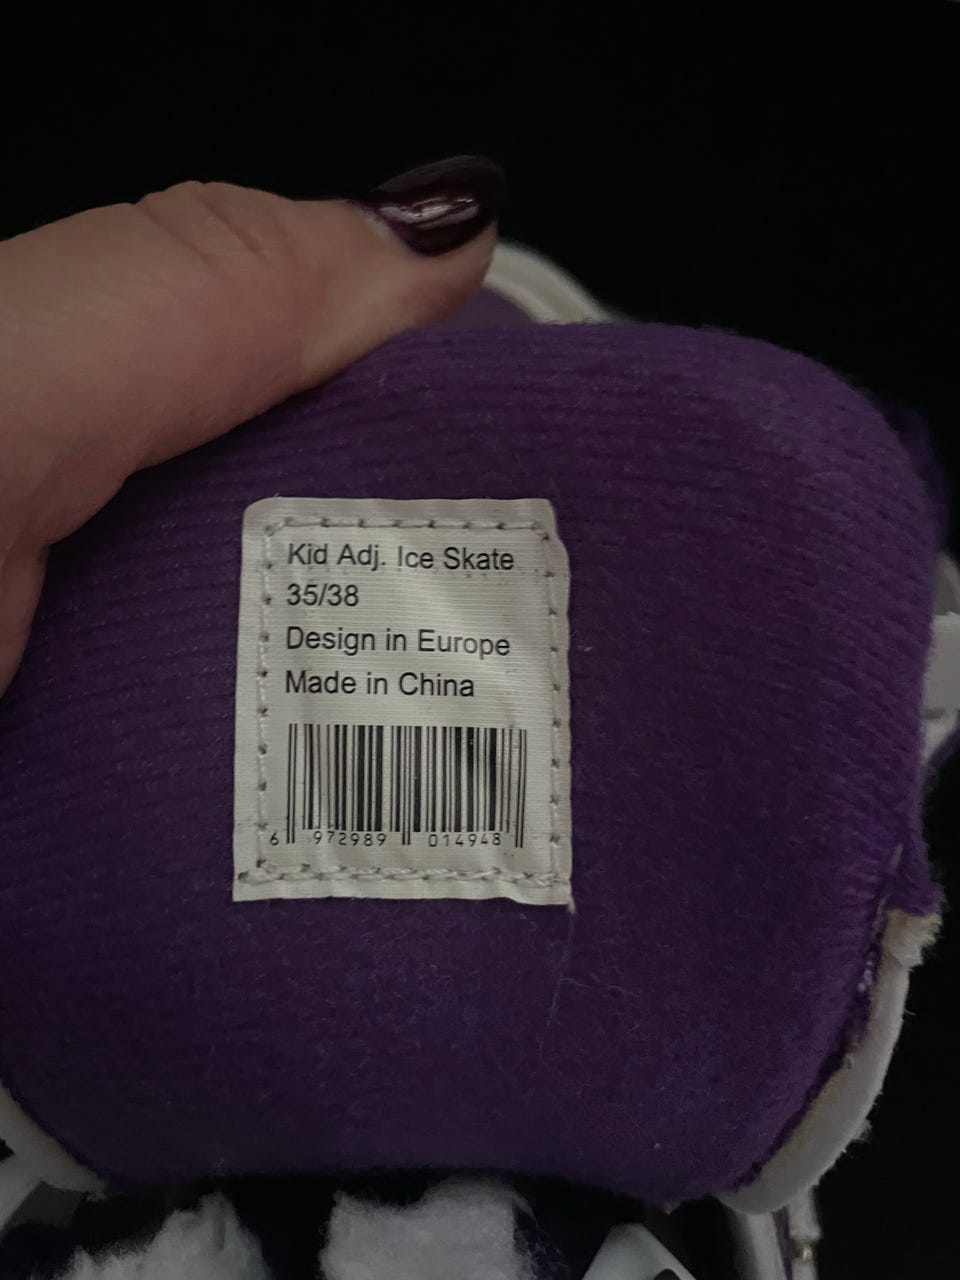 Kid Adj. Ice Skate
35/38
Design in Europe
Made in China
6 972989 014948